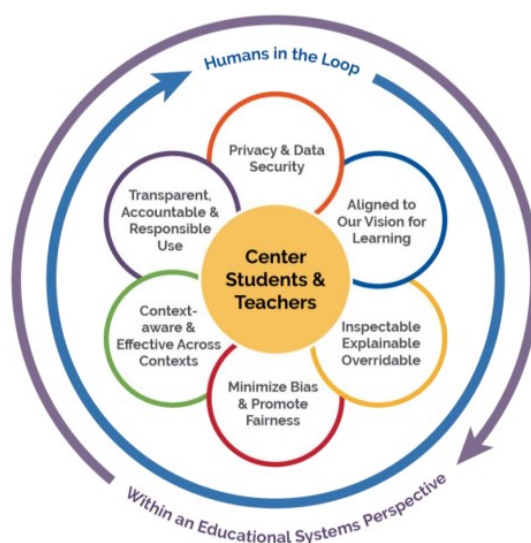 Humans in the Loop
Privacy & Data
Security
Transparent,
Accountable &
Responsible
Use
Aligned to
Our Vision for
Learning
Center
Students &
Teachers
Context-
aware &
Effective Across
Contexts
Inspectable
Explainable
Overridable
Minimize Bias
& Promote
Fairness
Within an Educational Systems Perspective